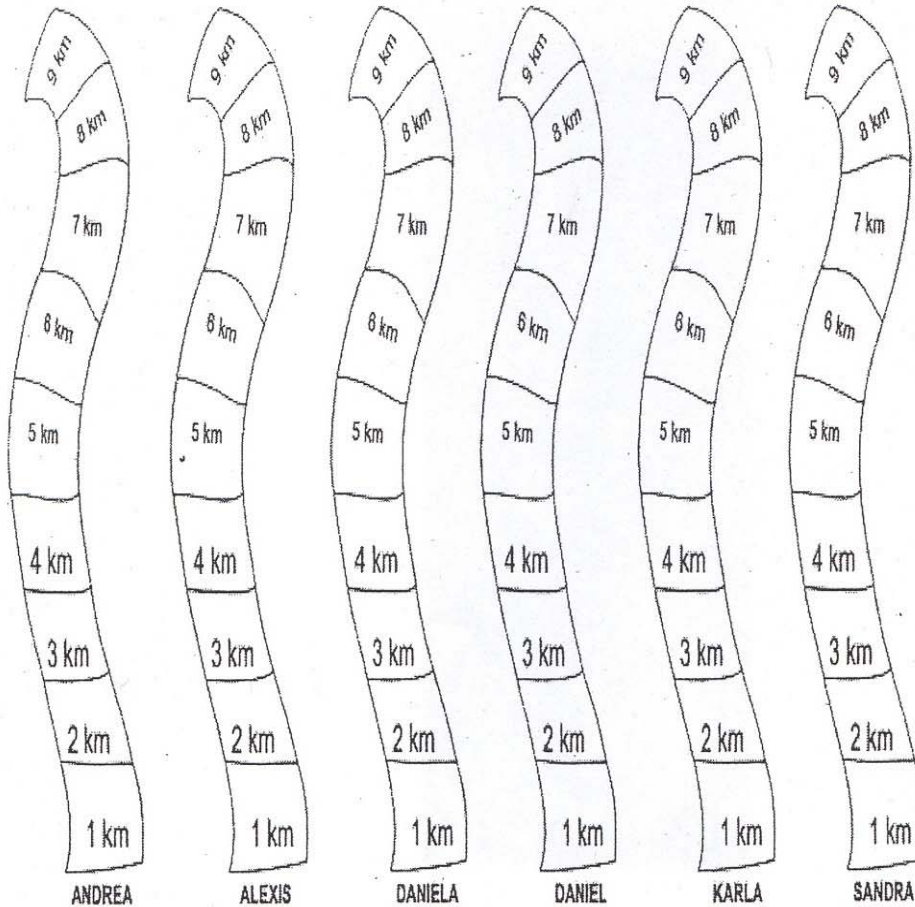 9 km 9 km 9 km 9 km 9 km 9 km
8 km 8 km 8 km 8 km 8 km 8 km
7 km 7 km 7 km 7 km 7 km 7 km
6 km 6 km 6 km 6 km 6 km 6 km
5 km 5 km 5 km 5 km 5 km 5 km
4 km 4 km 4 km 4 km 4 km 4 km
3 km 3 km 3 km 3 km 3 km 3 km
2 km 2 km 2 km 2 km 2 km 2 km
1 km 1 km 1 km 1 km 1 km 1 km
ANDREA ALEXIS DANIELA DANIEL KARLA SANDRA